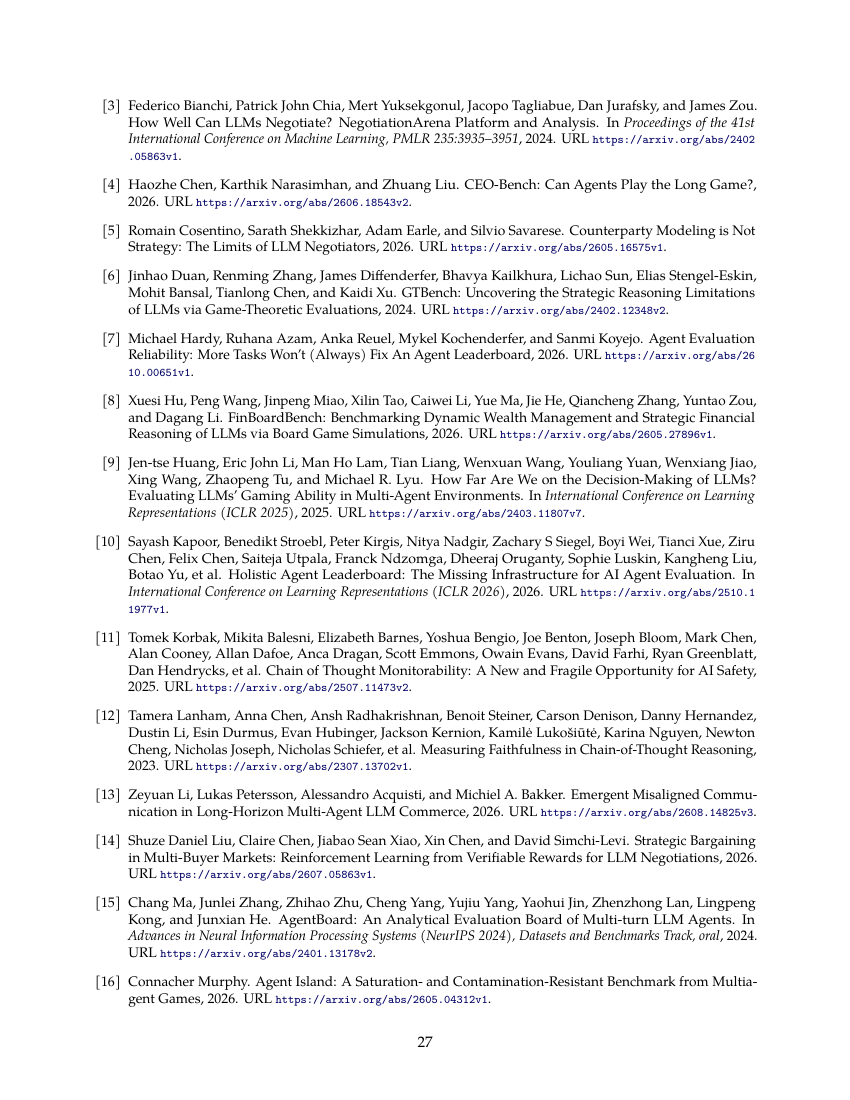 [3] Federico Bianchi, Patrick John Chia, Mert Yuksekgonul, Jacopo Tagliabue, Dan Jurafsky, and James Zou.
How Well Can LLMs Negotiate? NegotiationArena Platform and Analysis. In Proceedings of the 41st
International Conference on Machine Learning, PMLR 235:3935–3951, 2024. URL https://arxiv.org/abs/2402
.05863v1.
[4] Haozhe Chen, Karthik Narasimhan, and Zhuang Liu. CEO-Bench: Can Agents Play the Long Game?,
2026. URL https://arxiv.org/abs/2606.18543v2.
[5] Romain Cosentino, Sarath Shekkizhar, Adam Earle, and Silvio Savarese. Counterparty Modeling is Not
Strategy: The Limits of LLM Negotiators, 2026. URL https://arxiv.org/abs/2605.16575v1.
[6] Jinhao Duan, Renming Zhang, James Diffenderfer, Bhavya Kailkhura, Lichao Sun, Elias Stengel-Eskin,
Mohit Bansal, Tianlong Chen, and Kaidi Xu. GTBench: Uncovering the Strategic Reasoning Limitations
of LLMs via Game-Theoretic Evaluations, 2024. URL https://arxiv.org/abs/2402.12348v2.
[7] Michael Hardy, Ruhana Azam, Anka Reuel, Mykel Kochenderfer, and Sanmi Koyejo. Agent Evaluation
Reliability: More Tasks Won't (Always) Fix An Agent Leaderboard, 2026. URL https://arxiv.org/abs/26
10.00651v1.
[8] Xuesi Hu, Peng Wang, Jinpeng Miao, Xilin Tao, Caiwei Li, Yue Ma, Jie He, Qiancheng Zhang, Yuntao Zou,
and Dagang Li. FinBoardBench: Benchmarking Dynamic Wealth Management and Strategic Financial
Reasoning of LLMs via Board Game Simulations, 2026. URL https://arxiv.org/abs/2605.27896v1.
[9] Jen-tse Huang, Eric John Li, Man Ho Lam, Tian Liang, Wenxuan Wang, Youliang Yuan, Wenxiang Jiao,
Xing Wang, Zhaopeng Tu, and Michael R. Lyu. How Far Are We on the Decision-Making of LLMs?
Evaluating LLMs' Gaming Ability in Multi-Agent Environments. In International Conference on Learning
Representations (ICLR 2025), 2025. URL https://arxiv.org/abs/2403.11807v7.
[10] Sayash Kapoor, Benedikt Stroebl, Peter Kirgis, Nitya Nadgir, Zachary S Siegel, Boyi Wei, Tianci Xue, Ziru
Chen, Felix Chen, Saiteja Utpala, Franck Ndzomga, Dheeraj Oruganty, Sophie Luskin, Kangheng Liu,
Botao Yu, et al. Holistic Agent Leaderboard: The Missing Infrastructure for AI Agent Evaluation. In
International Conference on Learning Representations (ICLR 2026), 2026. URL https://arxiv.org/abs/2510.1
1977v1.
[11] Tomek Korbak, Mikita Balesni, Elizabeth Barnes, Yoshua Bengio, Joe Benton, Joseph Bloom, Mark Chen,
Alan Cooney, Allan Dafoe, Anca Dragan, Scott Emmons, Owain Evans, David Farhi, Ryan Greenblatt,
Dan Hendrycks, et al. Chain of Thought Monitorability: A New and Fragile Opportunity for AI Safety,
2025. URL https://arxiv.org/abs/2507.11473v2.
[12] Tamera Lanham, Anna Chen, Ansh Radhakrishnan, Benoit Steiner, Carson Denison, Danny Hernandez,
Dustin Li, Esin Durmus, Evan Hubinger, Jackson Kernion, Kamilė Lukošiūtė, Karina Nguyen, Newton
Cheng, Nicholas Joseph, Nicholas Schiefer, et al. Measuring Faithfulness in Chain-of-Thought Reasoning,
2023. URL https://arxiv.org/abs/2307.13702v1.
[13] Zeyuan Li, Lukas Petersson, Alessandro Acquisti, and Michiel A. Bakker. Emergent Misaligned Commu-
nication in Long-Horizon Multi-Agent LLM Commerce, 2026. URL https://arxiv.org/abs/2608.14825v3.
[14] Shuze Daniel Liu, Claire Chen, Jiabao Sean Xiao, Xin Chen, and David Simchi-Levi. Strategic Bargaining
in Multi-Buyer Markets: Reinforcement Learning from Verifiable Rewards for LLM Negotiations, 2026.
URL https://arxiv.org/abs/2607.05863v1.
[15] Chang Ma, Junlei Zhang, Zhihao Zhu, Cheng Yang, Yujiu Yang, Yaohui Jin, Zhenzhong Lan, Lingpeng
Kong, and Junxian He. AgentBoard: An Analytical Evaluation Board of Multi-turn LLM Agents. In
Advances in Neural Information Processing Systems (NeurIPS 2024), Datasets and Benchmarks Track, oral, 2024.
URL https://arxiv.org/abs/2401.13178v2.
[16] Connacher Murphy. Agent Island: A Saturation- and Contamination-Resistant Benchmark from Multia-
gent Games, 2026. URL https://arxiv.org/abs/2605.04312v1.
27